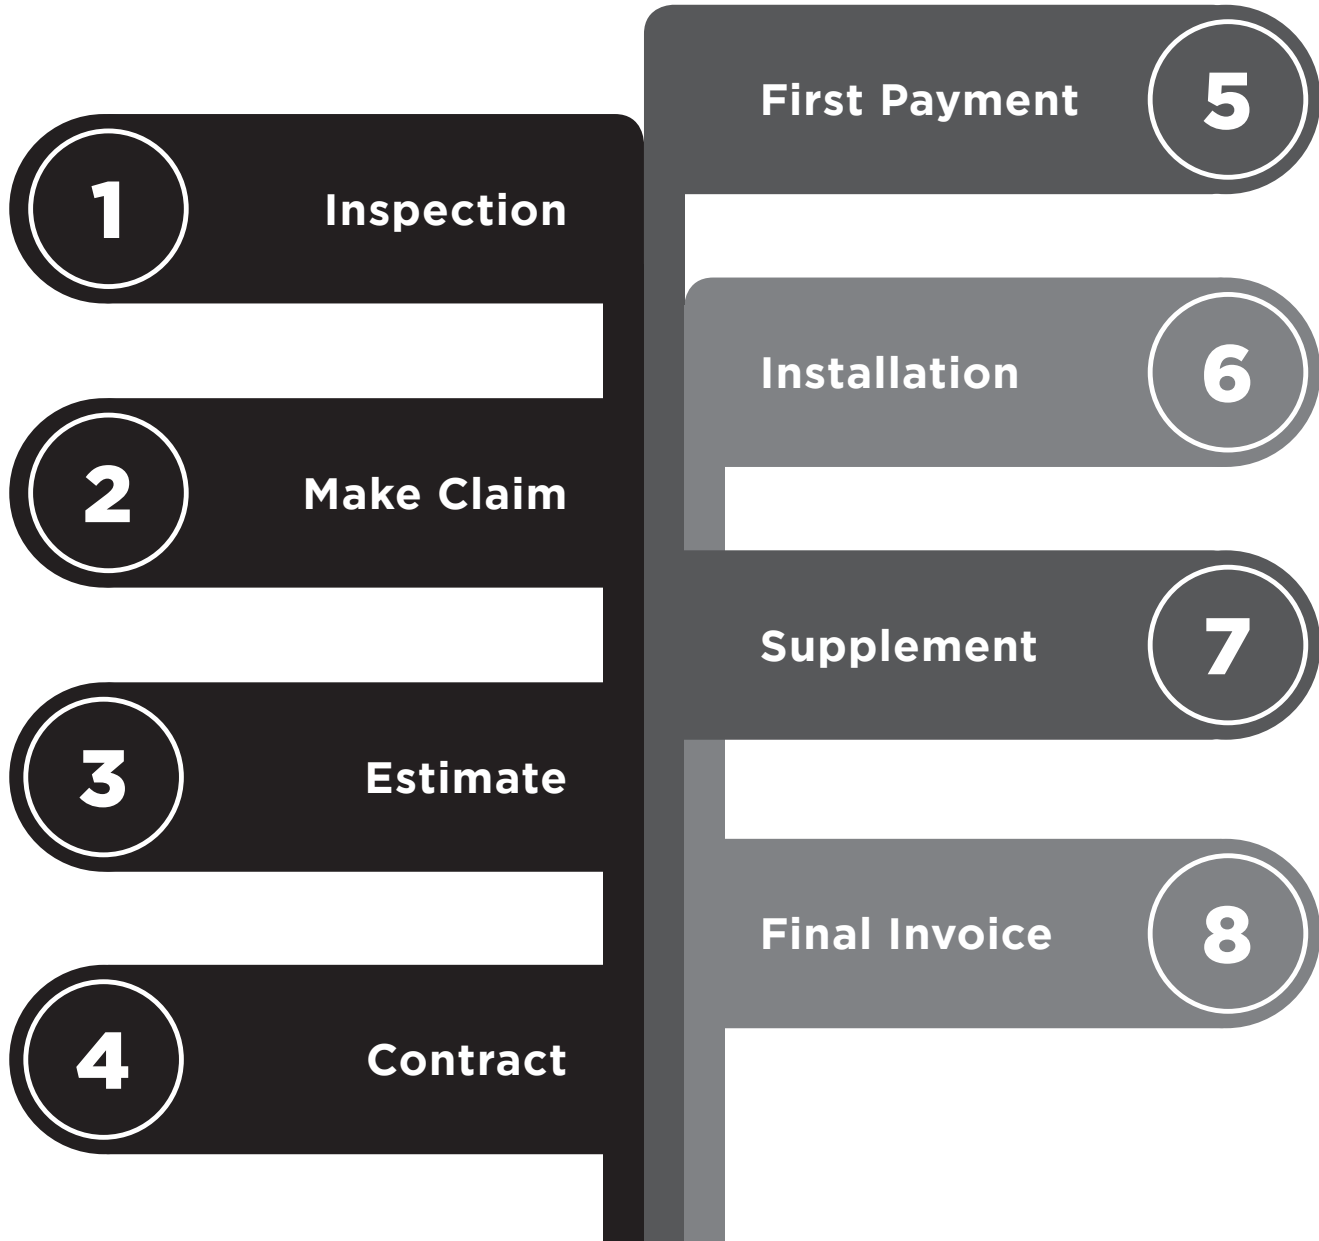 1
Inspection
2
Make Claim
3
Estimate
4
Contract
First Payment
5
Installation
6
Supplement
7
Final Invoice
8